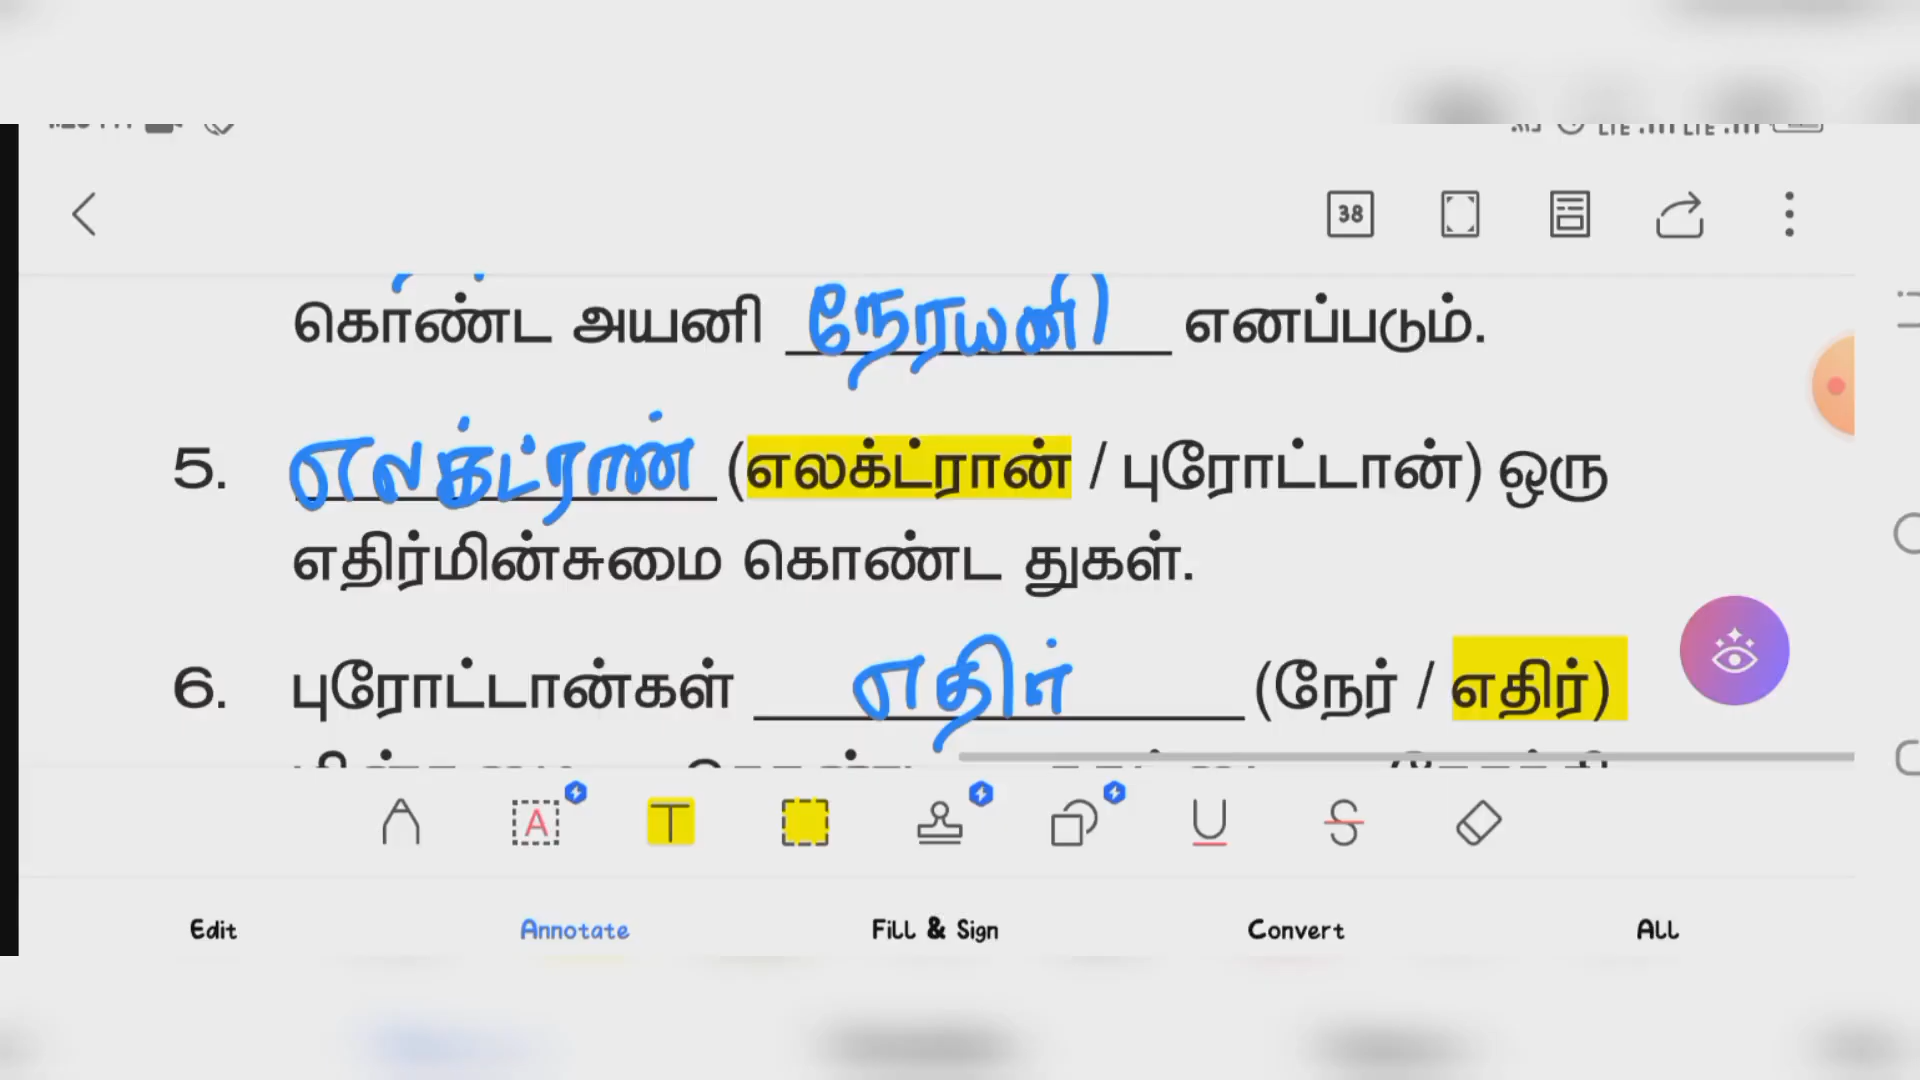 38
கொண்ட அயனி நேரயனி எனப்படும்.
5. எலக்ட்ரான் (எலக்ட்ரான் / புரோட்டான்) ஒரு
எதிர்மின்சுமை கொண்ட துகள்.
6. புரோட்டான்கள் எதிர் (நேர் / எதிர்)
Edit Annotate Fill & Sign Convert All